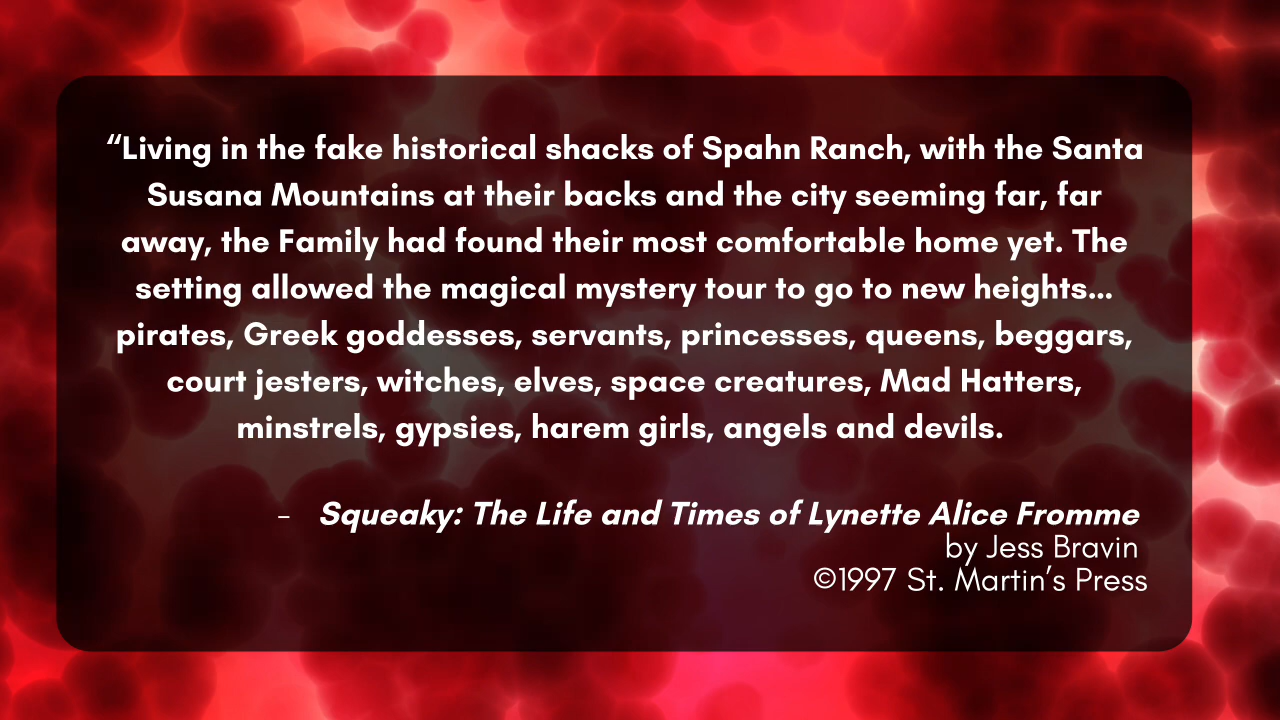 “Living in the fake historical shacks of Spahn Ranch, with the Santa
Susana Mountains at their backs and the city seeming far, far
away, the Family had found their most comfortable home yet. The
setting allowed the magical mystery tour to go to new heights...
pirates, Greek goddesses, servants, princesses, queens, beggars,
court jesters, witches, elves, space creatures, Mad Hatters,
minstrels, gypsies, harem girls, angels and devils.
- Squeaky: The Life and Times of Lynette Alice Fromme
by Jess Bravin
©1997 St. Martin’s Press